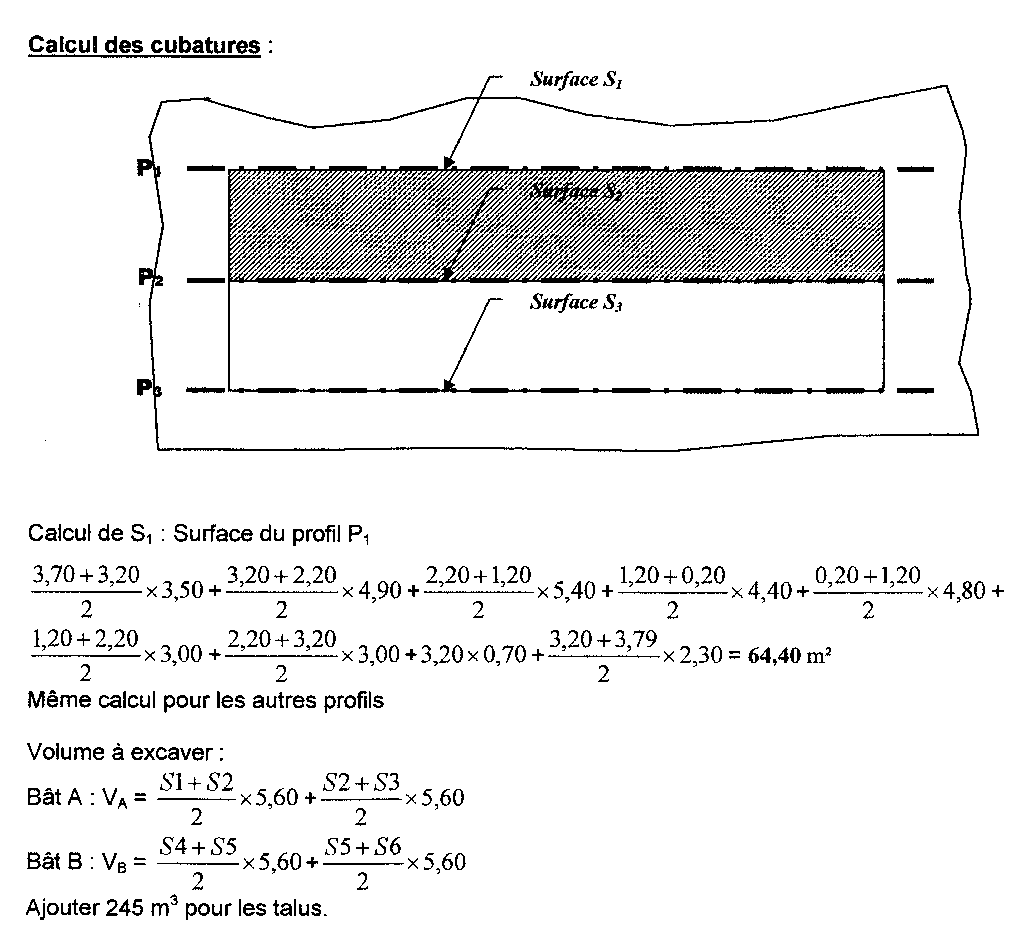 Calcul des cubatures :
Surface S₁
P₁
Surface S₂
P₂
Surface S₃
P₃
Calcul de S₁ : Surface du profil P₁
(3,70 + 3,20)/2 × 3,50 + (3,20 + 2,20)/2 × 4,90 + (2,20 + 1,20)/2 × 5,40 + (1,20 + 0,20)/2 × 4,40 + (0,20 + 1,20)/2 × 4,80 +
(1,20 + 2,20)/2 × 3,00 + (2,20 + 3,20)/2 × 3,00 + 3,20 × 0,70 + (3,20 + 3,79)/2 × 2,30 = 64,40 m²
Même calcul pour les autres profils
Volume à excaver :
Bât A : V_A = (S1 + S2)/2 × 5,60 + (S2 + S3)/2 × 5,60
Bât B : V_B = (S4 + S5)/2 × 5,60 + (S5 + S6)/2 × 5,60
Ajouter 245 m³ pour les talus.